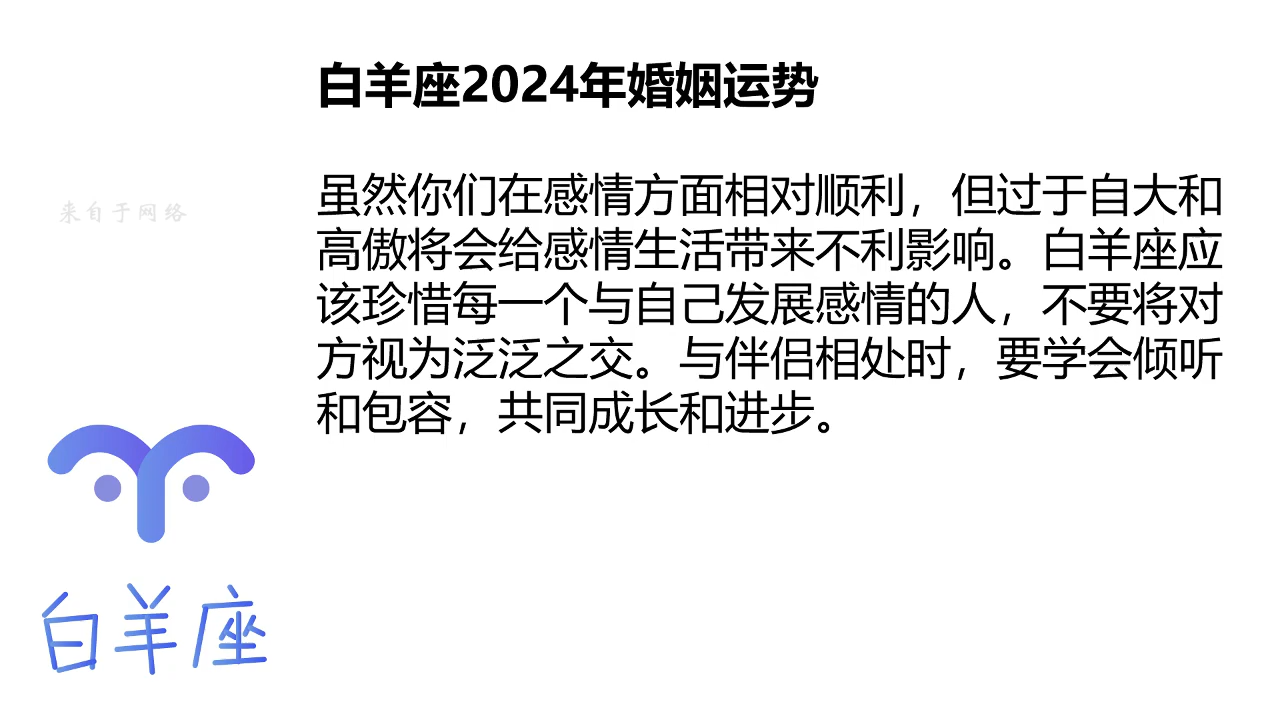 白羊座2024年婚姻运势
虽然你们在感情方面相对顺利，但过于自大和
高傲将会给感情生活带来不利影响。白羊座应
该珍惜每一个与自己发展感情的人，不要将对
方视为泛泛之交。与伴侣相处时，要学会倾听
和包容，共同成长和进步。
来自于网络
白羊座